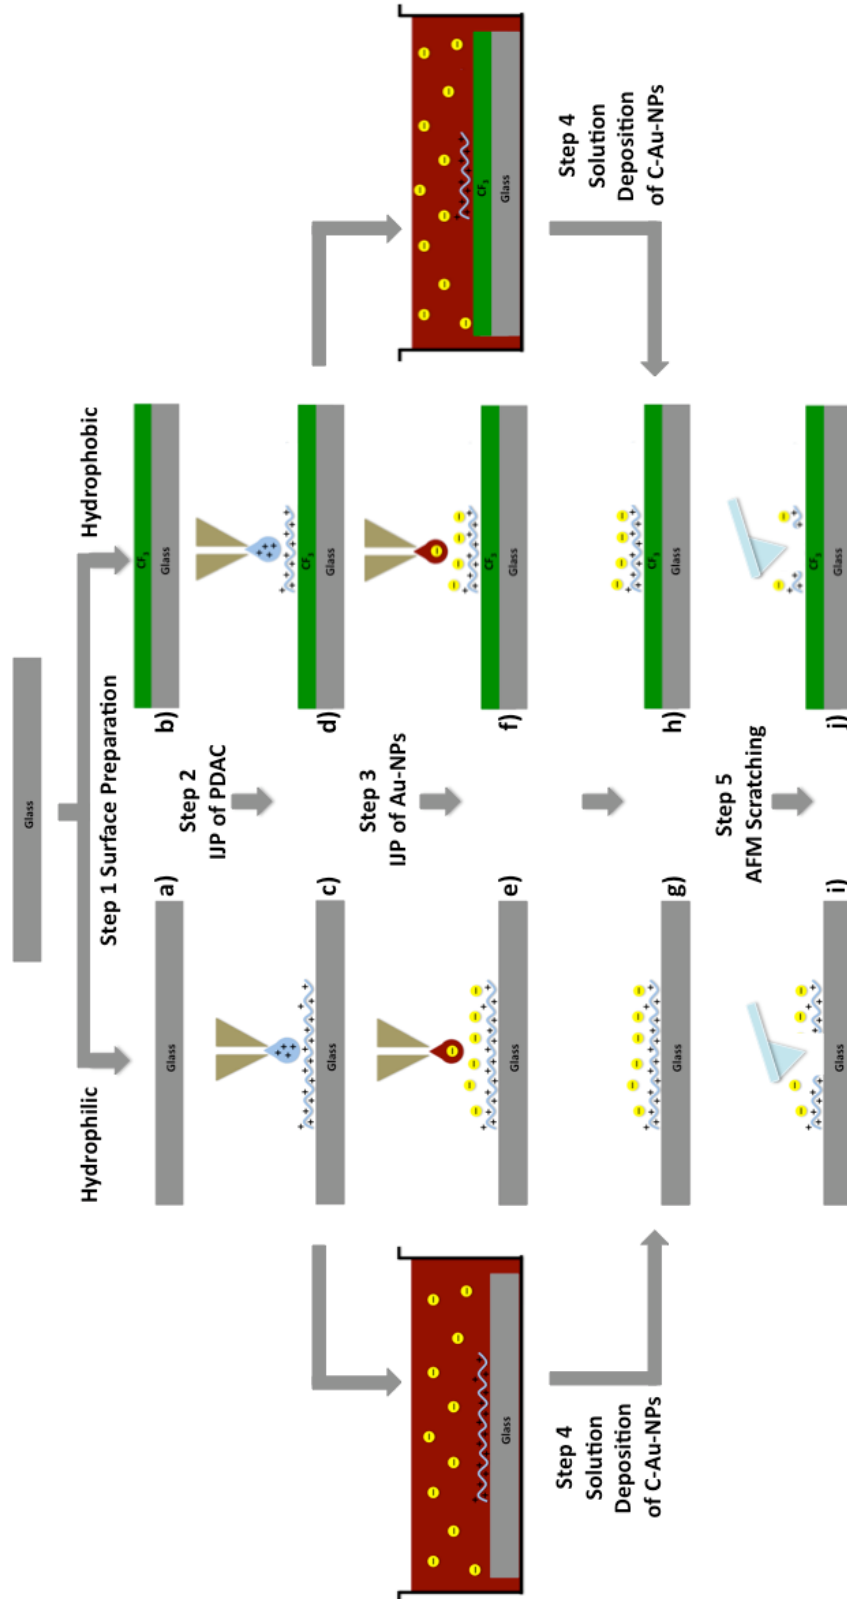 Glass
Step 1 Surface Preparation
Hydrophilic
Hydrophobic
a)
Glass
b)
CF3
Glass
Step 2
IJP of PDAC
++
++
c)
+ + + + + + + + + +
Glass
d)
+ + + + + + +
CF3
Glass
Step 3
IJP of Au-NPs
e)
Glass
f)
CF3
Glass
Glass
Step 4
Solution
Deposition
of C-Au-NPs
CF3
Glass
Step 4
Solution
Deposition
of C-Au-NPs
g)
Glass
h)
CF3
Glass
Step 5
AFM Scratching
i)
Glass
j)
CF3
Glass